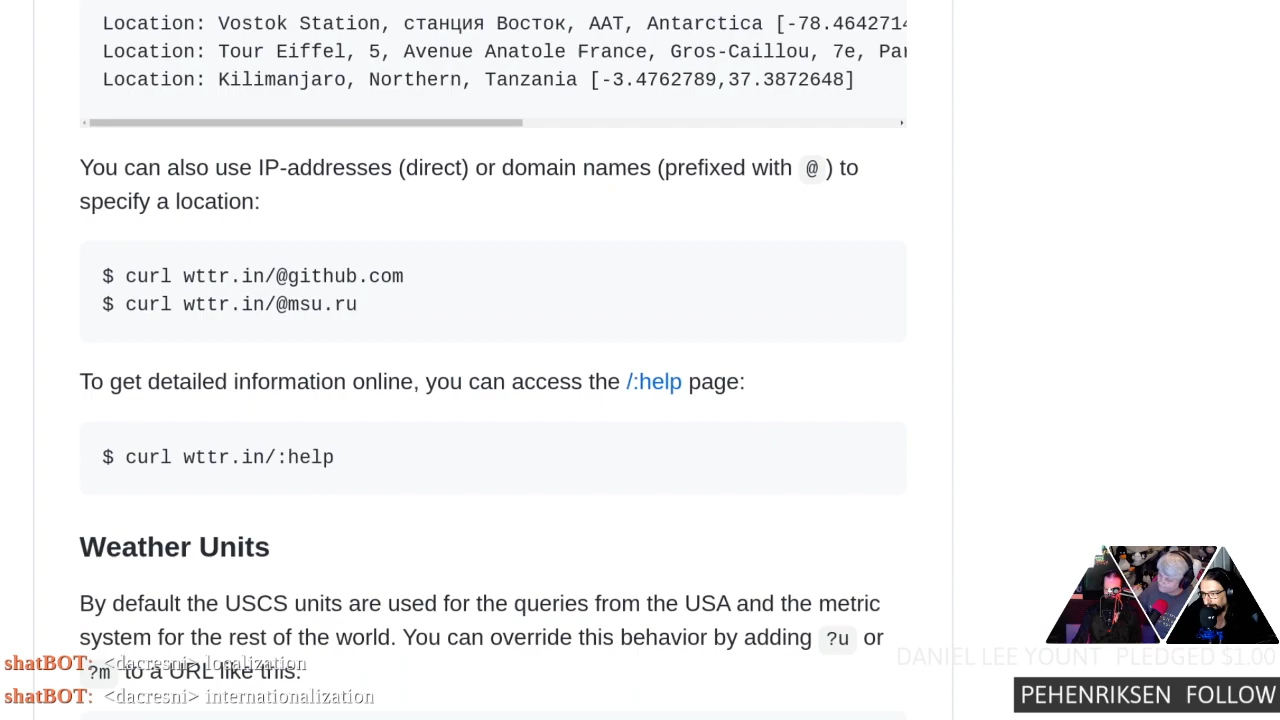 Location: Vostok Station, станция Восток, AAT, Antarctica [-78.4642714
Location: Tour Eiffel, 5, Avenue Anatole France, Gros-Caillou, 7e, Par
Location: Kilimanjaro, Northern, Tanzania [-3.4762789,37.3872648]
You can also use IP-addresses (direct) or domain names (prefixed with @ ) to
specify a location:
$ curl wttr.in/@github.com
$ curl wttr.in/@msu.ru
To get detailed information online, you can access the /:help page:
$ curl wttr.in/:help
Weather Units
By default the USCS units are used for the queries from the USA and the metric
system for the rest of the world. You can override this behavior by adding ?u or
?m to a URL like this:
shatBOT: <dacresni> localization
shatBOT: <dacresni> internationalization
DANIEL LEE YOUNT PLEDGED $1.00
PEHENRIKSEN FOLLOW